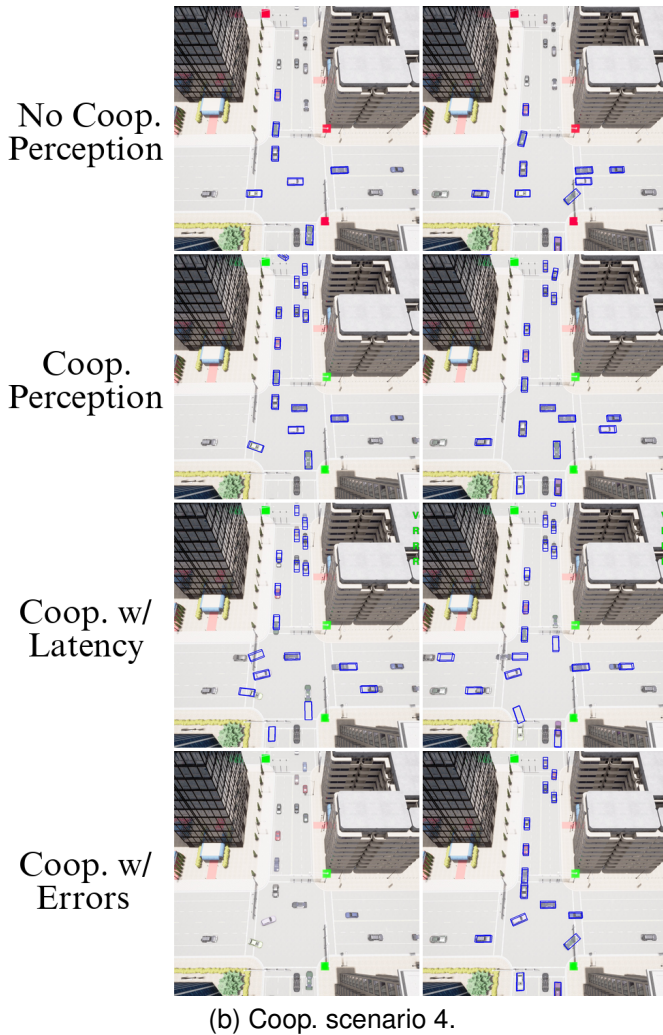 No Coop.
Perception
Coop.
Perception
Coop. w/
Latency
Coop. w/
Errors
(b) Coop. scenario 4.